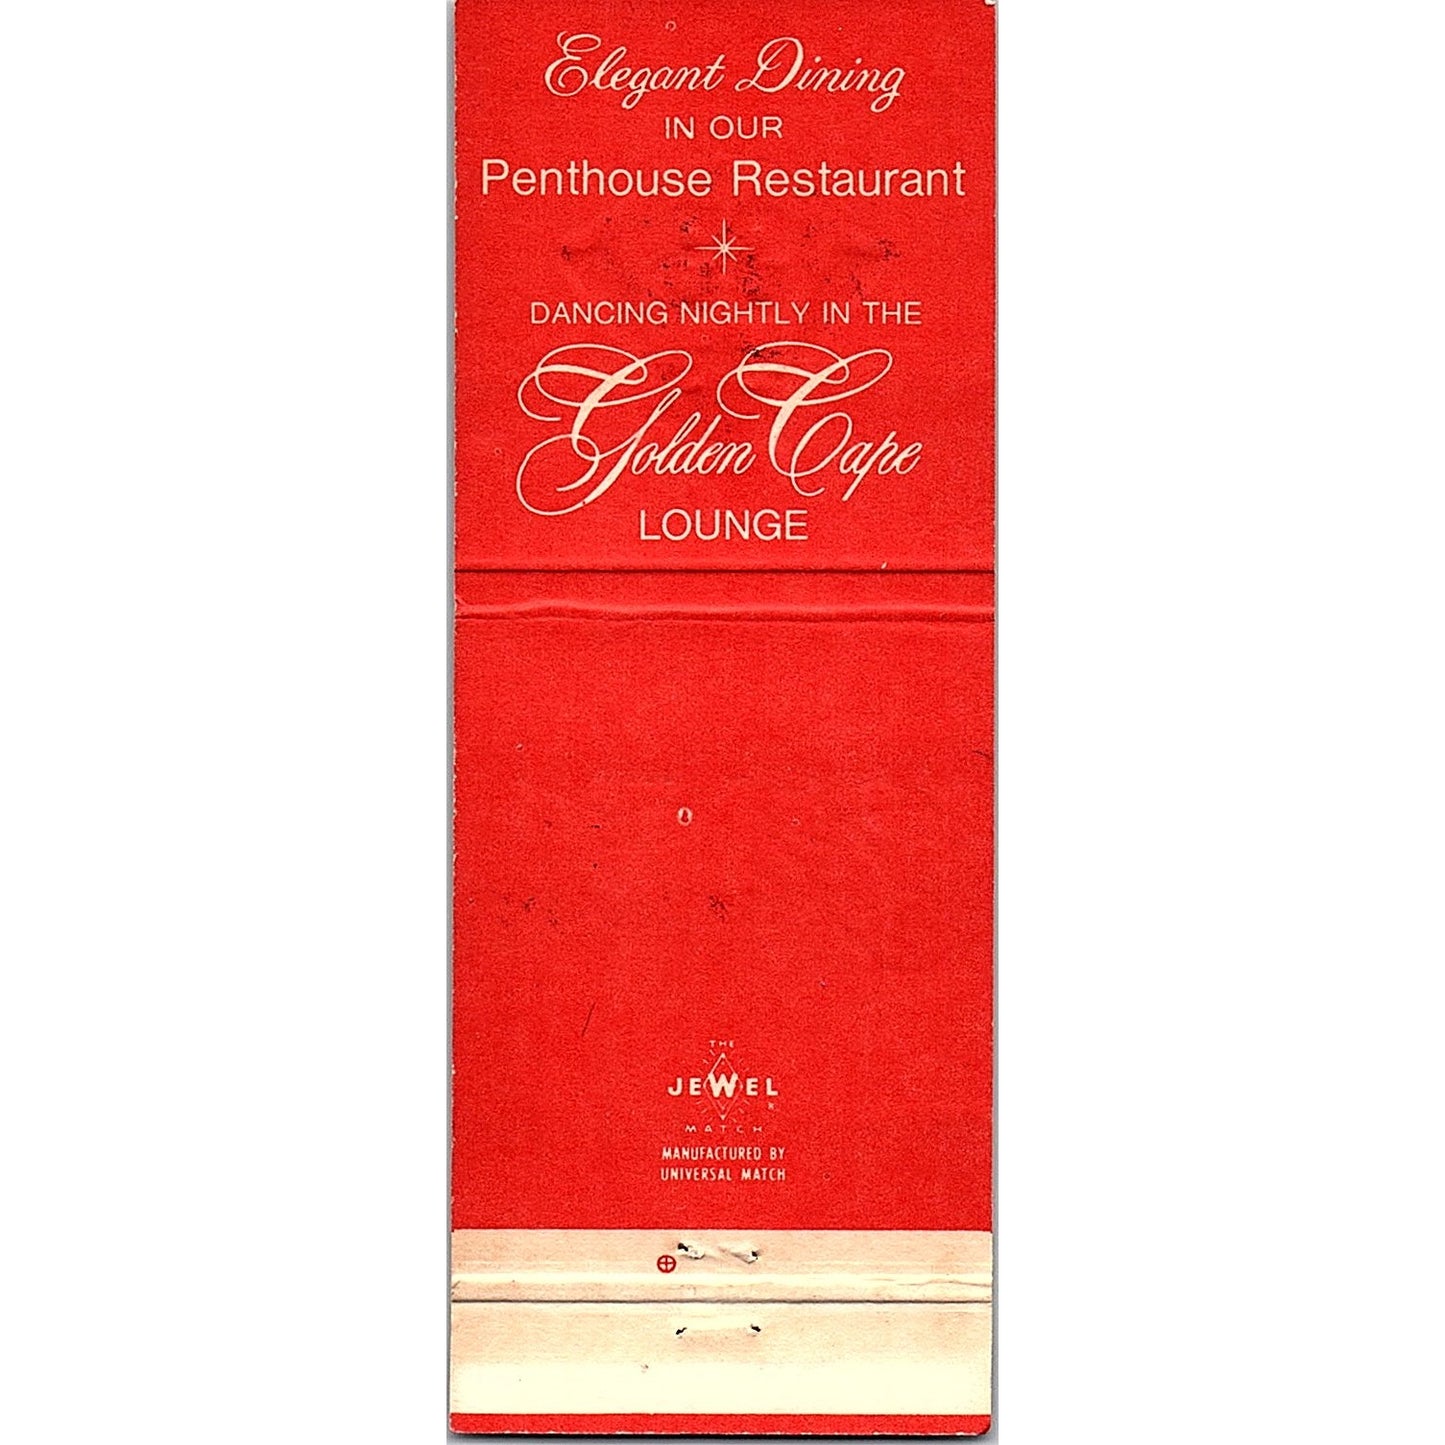 Elegant Dining
IN OUR
Penthouse Restaurant
DANCING NIGHTLY IN THE
Golden Cape
LOUNGE
THE
JEWEL
MATCH
MANUFACTURED BY
UNIVERSAL MATCH